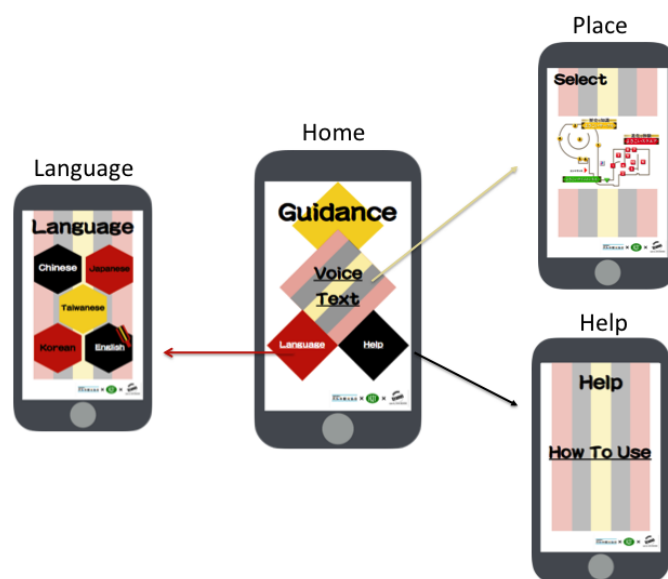 Place
Select
Home
Language
Guidance
Language
Chinese
Japanese
Voice
Taiwanese
Text
Korean
English
Language
Help
Help
Help
How To Use